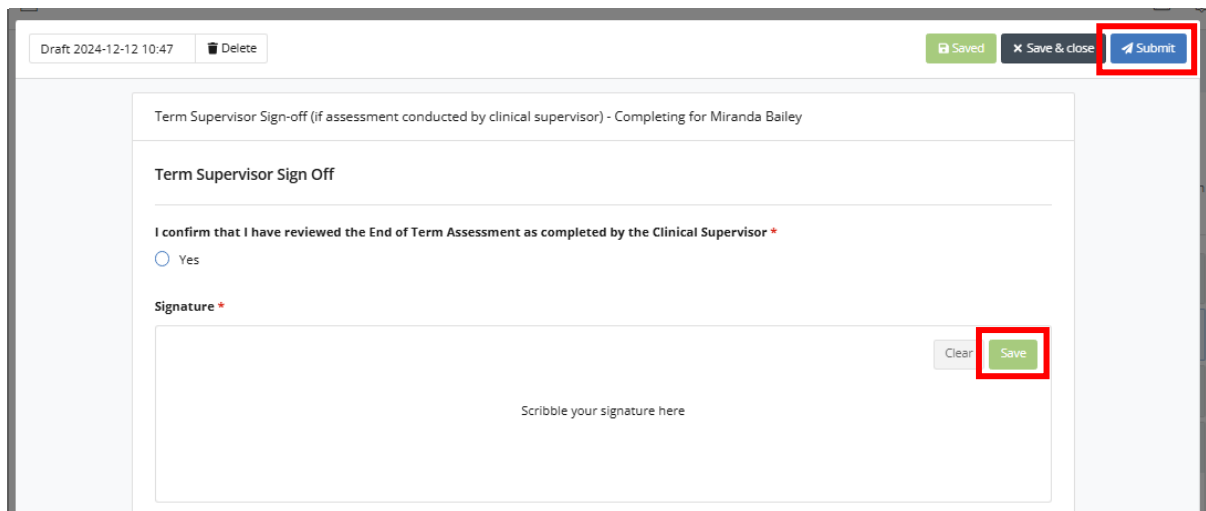 Draft 2024-12-12 10:47 Delete Saved × Save & close Submit
Term Supervisor Sign-off (if assessment conducted by clinical supervisor) - Completing for Miranda Bailey
Term Supervisor Sign Off
I confirm that I have reviewed the End of Term Assessment as completed by the Clinical Supervisor *
Yes
Signature *
Clear Save
Scribble your signature here